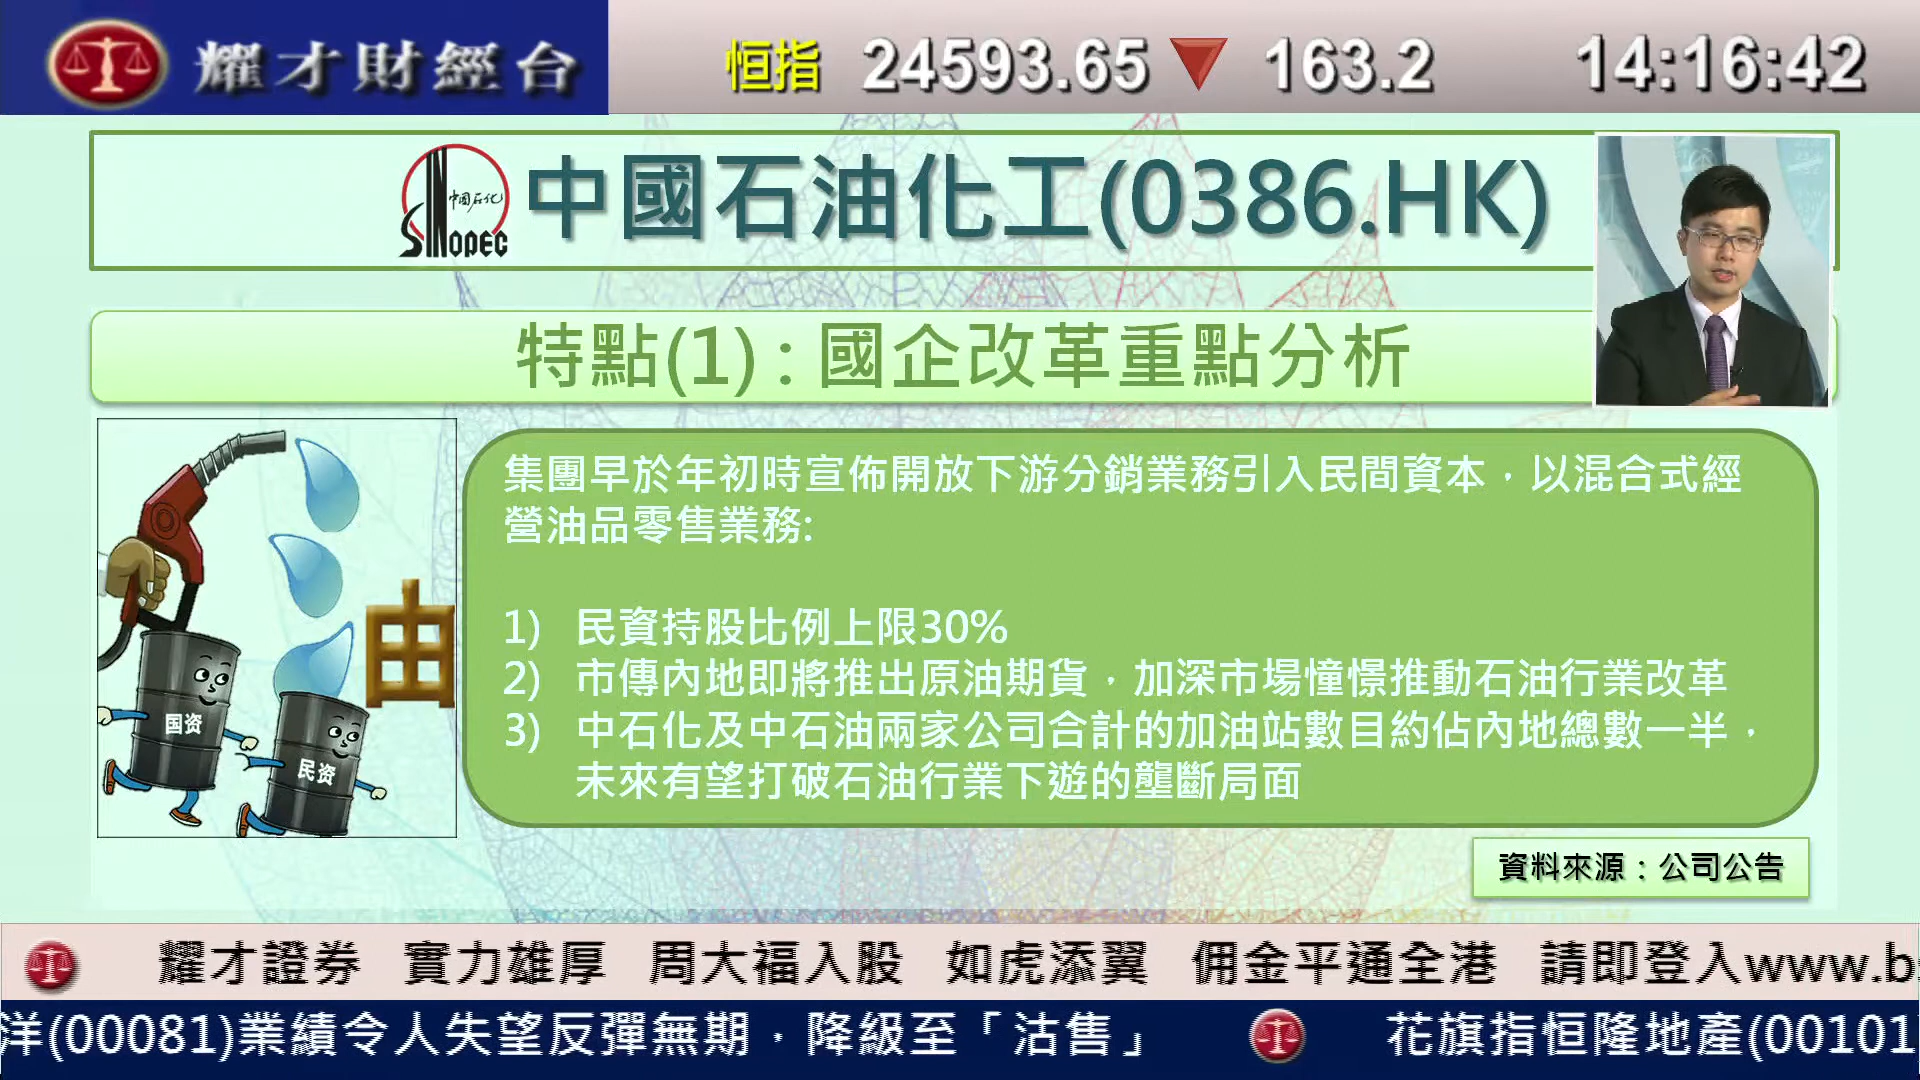 耀才財經台
恒指 24593.65 ▼ 163.2 14:16:42
中国石化
SINOPEC
中國石油化工(0386.HK)
特點(1) : 國企改革重點分析
由
国资
民资
集團早於年初時宣佈開放下游分銷業務引入民間資本，以混合式經
營油品零售業務:
1) 民資持股比例上限30%
2) 市傳內地即將推出原油期貨，加深市場憧憬推動石油行業改革
3) 中石化及中石油兩家公司合計的加油站數目約佔內地總數一半，
未來有望打破石油行業下遊的壟斷局面
資料來源：公司公告
耀才證券 實力雄厚 周大福入股 如虎添翼 佣金平通全港 請即登入www.b
洋(00081)業績令人失望反彈無期，降級至「沽售」 花旗指恒隆地產(00101